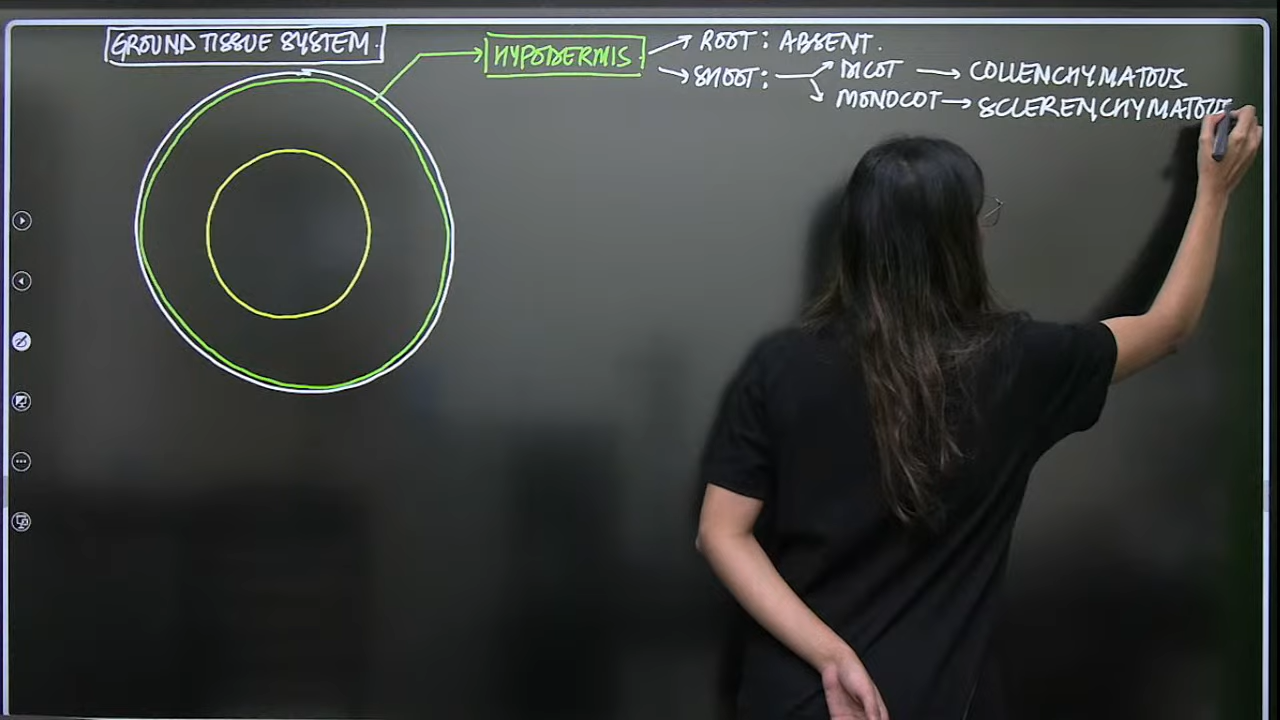 GROUND TISSUE SYSTEM.
HYPODERMIS.
ROOT: ABSENT.
SHOOT: DICOT COLLENCHYMATOUS
MONOCOT SCLERENCHYMATOUS